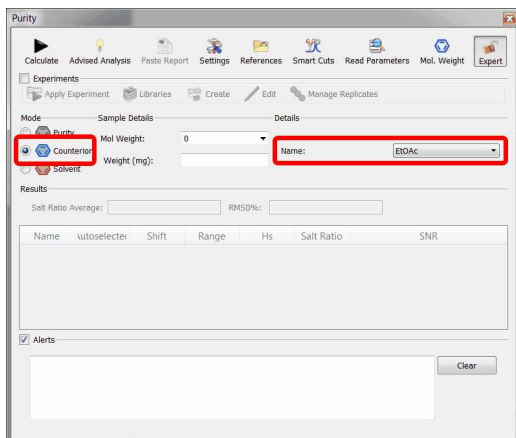 Purity
Calculate Advised Analysis Paste Report Settings References Smart Cuts Read Parameters Mol. Weight Expert
Experiments
Apply Experiment Libraries Create Edit Manage Replicates
Mode Sample Details Details
Purity
Mol Weight: 0
Counterion
Name: EtOAc
Weight (mg):
Solvent
Results
Salt Ratio Average: RMSD%:
Name \utoselectec Shift Range Hs Salt Ratio SNR
Alerts
Clear